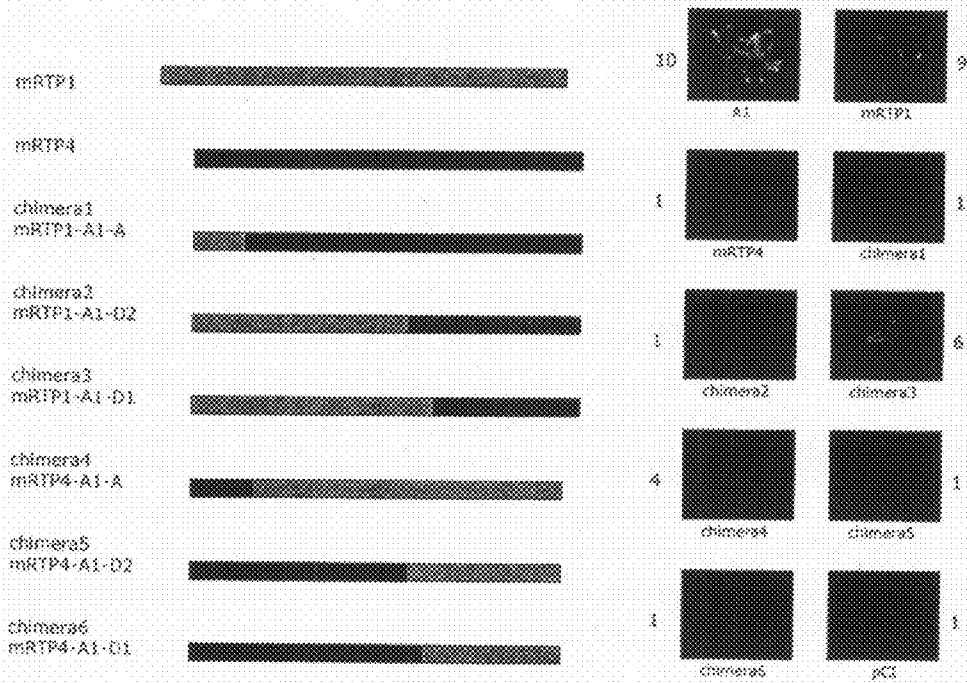 mRTP1
mRTP4
chimera1
mRTP1-A1-A
chimera2
mRTP1-A1-D2
chimera3
mRTP1-A1-D1
chimera4
mRTP4-A1-A
chimera5
mRTP4-A1-D2
chimera6
mRTP4-A1-D1
10 9
A1 mRTP1
1 1
mRTP4 chimera1
1 6
chimera2 chimera3
4 1
chimera4 chimera5
1 1
chimera6 pCI